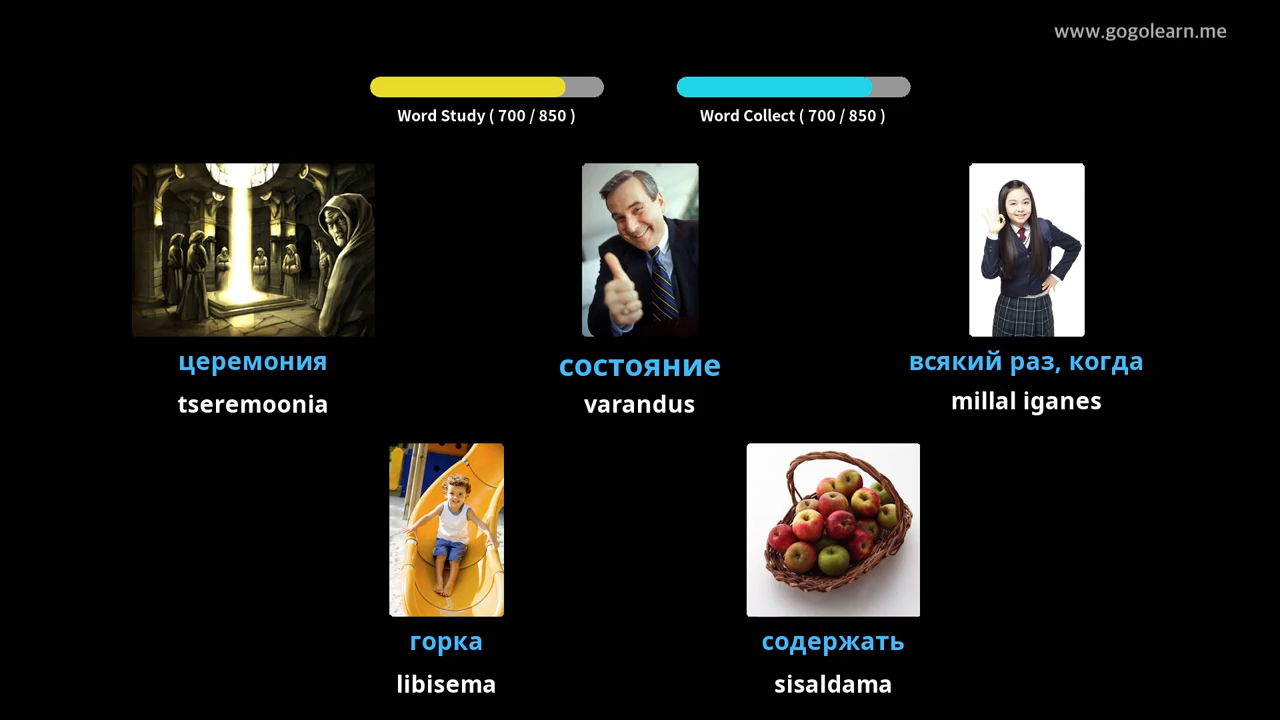 www.gogolearn.me
Word Study ( 700 / 850 )
Word Collect ( 700 / 850 )
церемония
tseremoonia
состояние
varandus
всякий раз, когда
millal iganes
горка
libisema
содержать
sisaldama